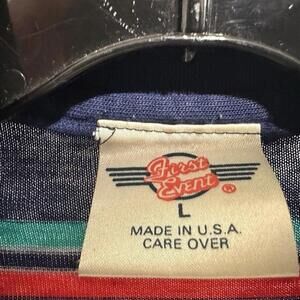 First
Event ®
L
MADE IN U.S.A.
CARE OVER